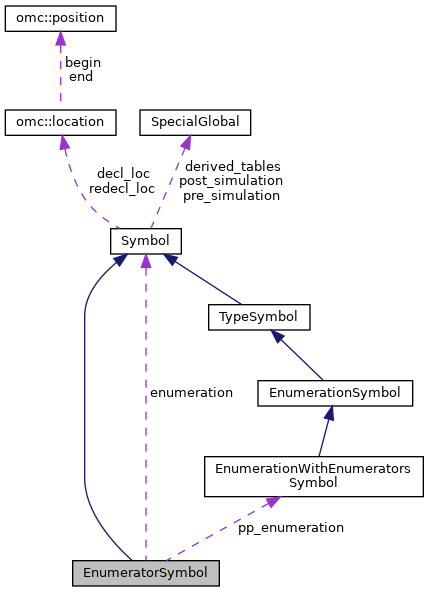 omc::position
begin
end
omc::location
SpecialGlobal
decl_loc
redecl_loc
derived_tables
post_simulation
pre_simulation
Symbol
TypeSymbol
enumeration
EnumerationSymbol
EnumerationWithEnumerators
Symbol
pp_enumeration
EnumeratorSymbol